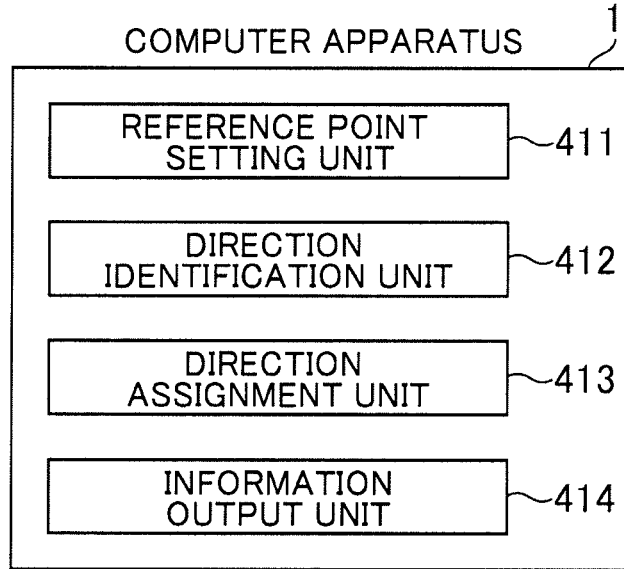 1
COMPUTER APPARATUS
REFERENCE POINT
SETTING UNIT
411
DIRECTION
IDENTIFICATION UNIT
412
DIRECTION
ASSIGNMENT UNIT
413
INFORMATION
OUTPUT UNIT
414